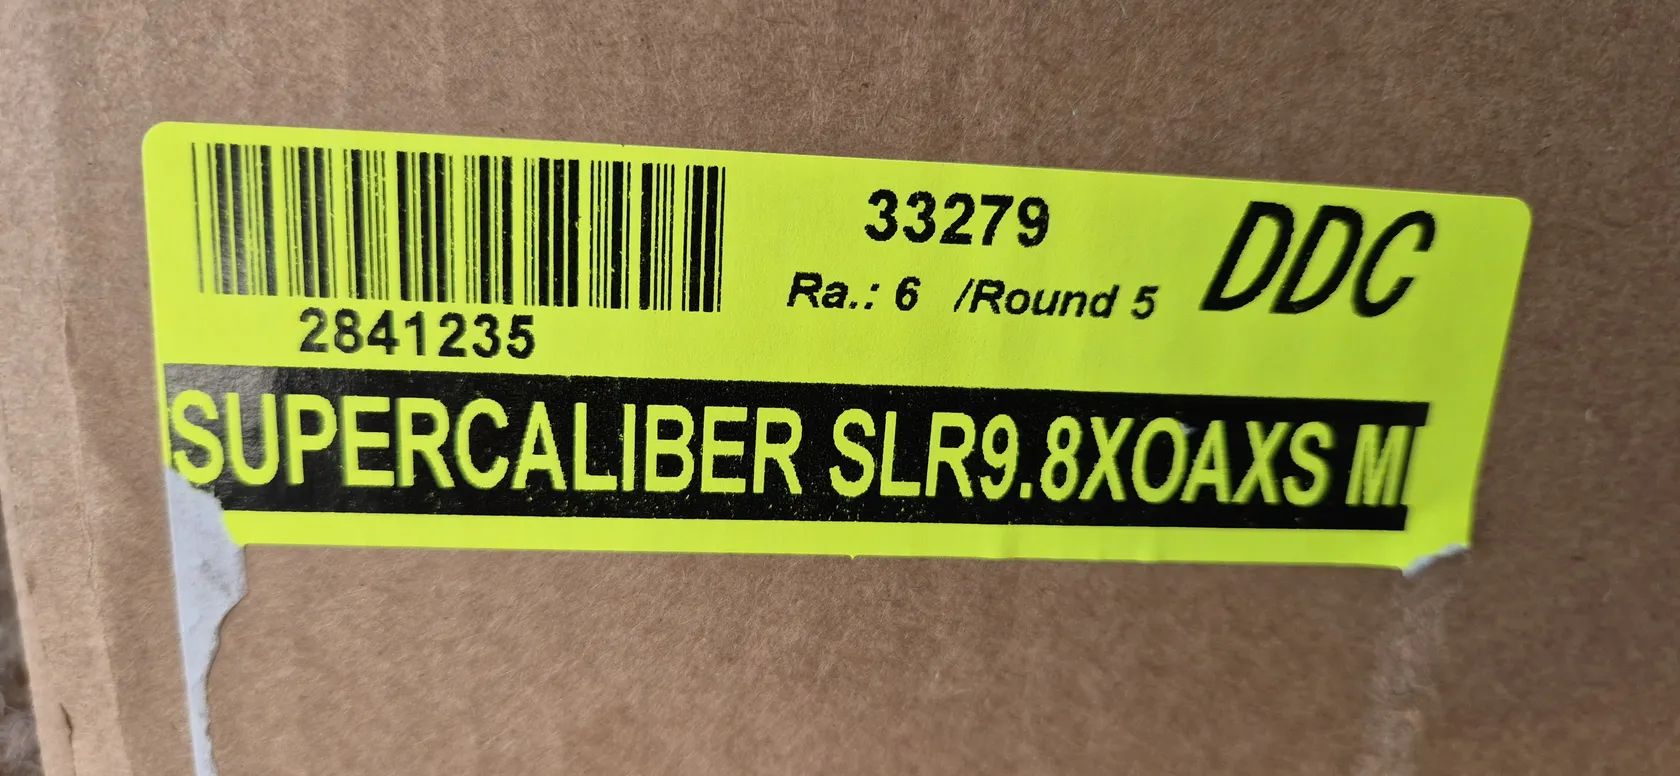 33279
DDC
Ra.: 6 /Round 5
2841235
SUPERCALIBER SLR9.8XOAXS M